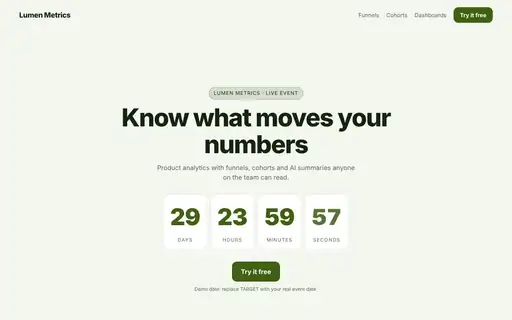 Lumen Metrics
Funnels Cohorts Dashboards Try it free
LUMEN METRICS · LIVE EVENT
Know what moves your
numbers
Product analytics with funnels, cohorts and AI summaries anyone
on the team can read.
29 23 59 57
DAYS HOURS MINUTES SECONDS
Try it free
Demo date: replace TARGET with your real event date